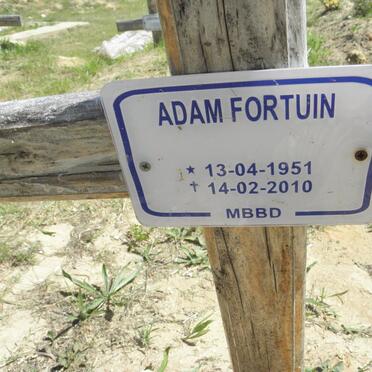 ADAM FORTUIN
★ 13-04-1951
✝ 14-02-2010
MBBD